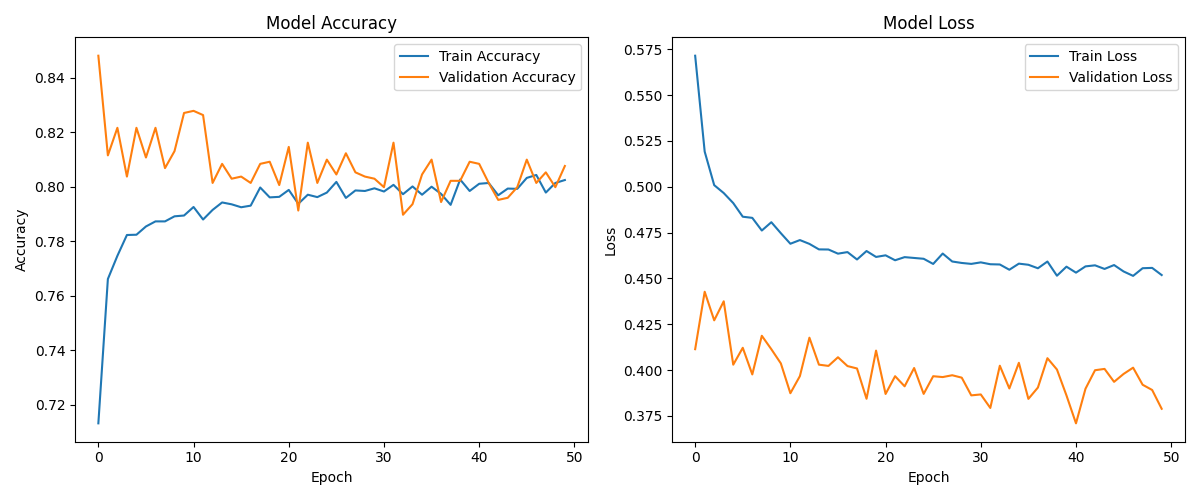 Model Accuracy
Train Accuracy
Validation Accuracy
Accuracy
0.84
0.82
0.80
0.78
0.76
0.74
0.72
0 10 20 30 40 50
Epoch
Model Loss
Train Loss
Validation Loss
Loss
0.575
0.550
0.525
0.500
0.475
0.450
0.425
0.400
0.375
0 10 20 30 40 50
Epoch